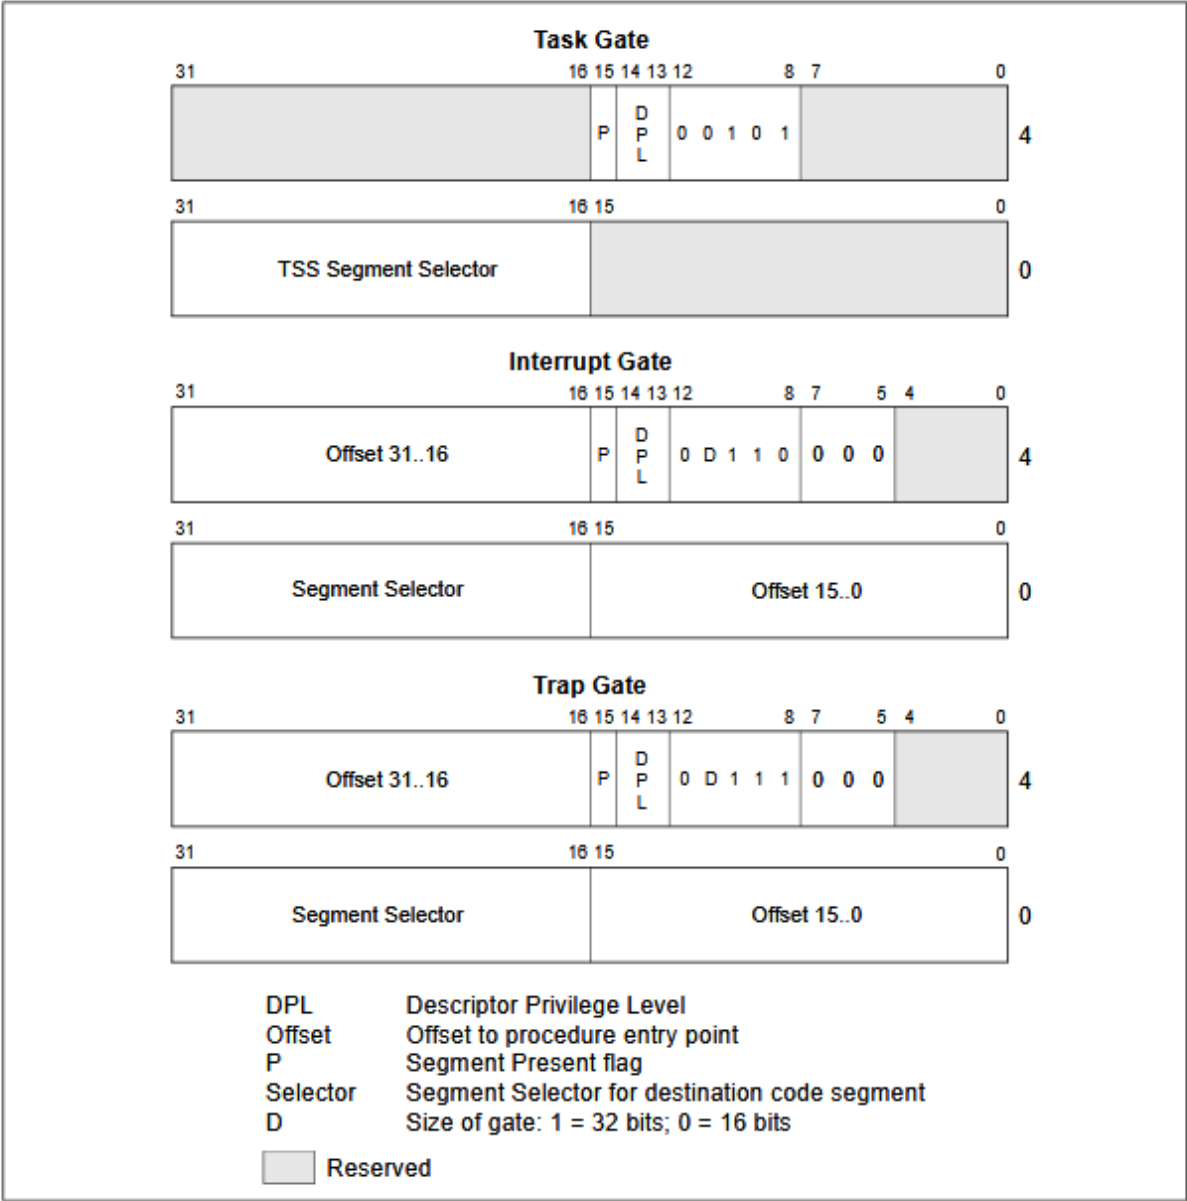 Task Gate
31 16 15 14 13 12 8 7 0
P DPL 0 0 1 0 1 4
31 16 15 0
TSS Segment Selector 0
Interrupt Gate
31 16 15 14 13 12 8 7 5 4 0
Offset 31..16 P DPL 0 D 1 1 0 0 0 0 4
31 16 15 0
Segment Selector Offset 15..0 0
Trap Gate
31 16 15 14 13 12 8 7 5 4 0
Offset 31..16 P DPL 0 D 1 1 1 0 0 0 4
31 16 15 0
Segment Selector Offset 15..0 0
DPL Descriptor Privilege Level
Offset Offset to procedure entry point
P Segment Present flag
Selector Segment Selector for destination code segment
D Size of gate: 1 = 32 bits; 0 = 16 bits
Reserved